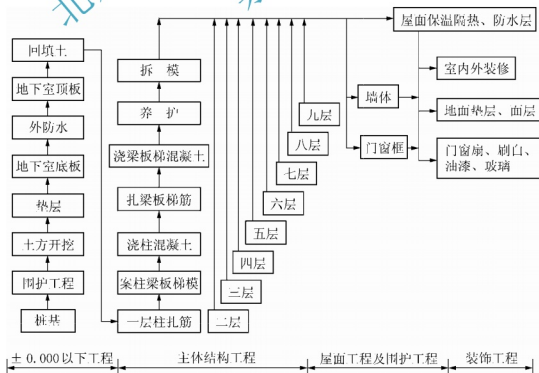 回填土
地下室顶板
外防水
地下室底板
垫层
土方开挖
围护工程
桩基
拆 模
养 护
浇梁板梯混凝土
扎梁板梯筋
浇柱混凝土
案柱梁板梯模
一层柱扎筋
二层
三层
四层
五层
六层
七层
八层
九层
墙体
门窗框
屋面保温隔热、防水层
室内外装修
地面垫层、面层
门窗扇、刷白、
油漆、玻璃
±0.000以下工程
主体结构工程
屋面工程及围护工程
装饰工程